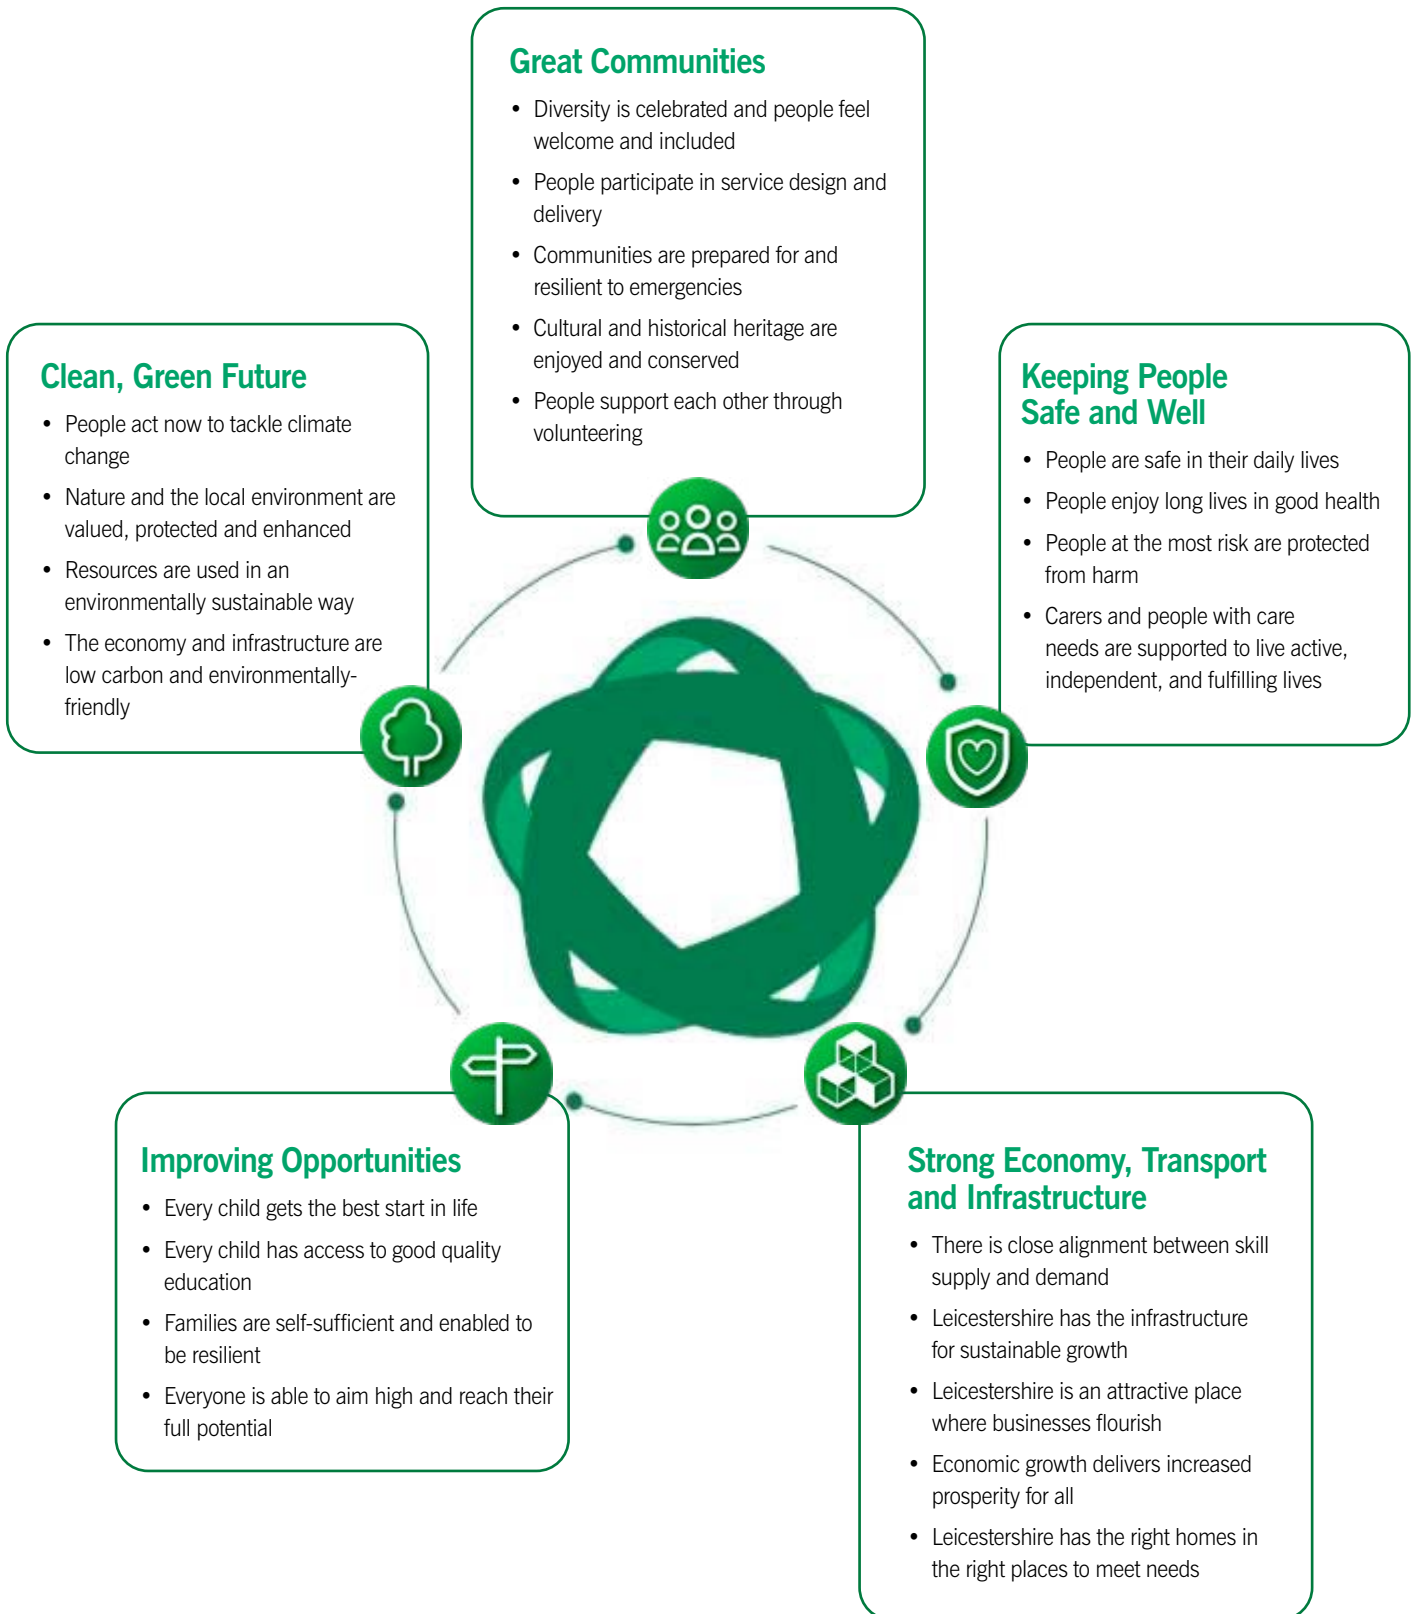 Great Communities
• Diversity is celebrated and people feel
welcome and included
• People participate in service design and
delivery
• Communities are prepared for and
resilient to emergencies
• Cultural and historical heritage are
enjoyed and conserved
• People support each other through
volunteering
Clean, Green Future
• People act now to tackle climate
change
• Nature and the local environment are
valued, protected and enhanced
• Resources are used in an
environmentally sustainable way
• The economy and infrastructure are
low carbon and environmentally-
friendly
Keeping People
Safe and Well
• People are safe in their daily lives
• People enjoy long lives in good health
• People at the most risk are protected
from harm
• Carers and people with care
needs are supported to live active,
independent, and fulfilling lives
Improving Opportunities
• Every child gets the best start in life
• Every child has access to good quality
education
• Families are self-sufficient and enabled to
be resilient
• Everyone is able to aim high and reach their
full potential
Strong Economy, Transport
and Infrastructure
• There is close alignment between skill
supply and demand
• Leicestershire has the infrastructure
for sustainable growth
• Leicestershire is an attractive place
where businesses flourish
• Economic growth delivers increased
prosperity for all
• Leicestershire has the right homes in
the right places to meet needs